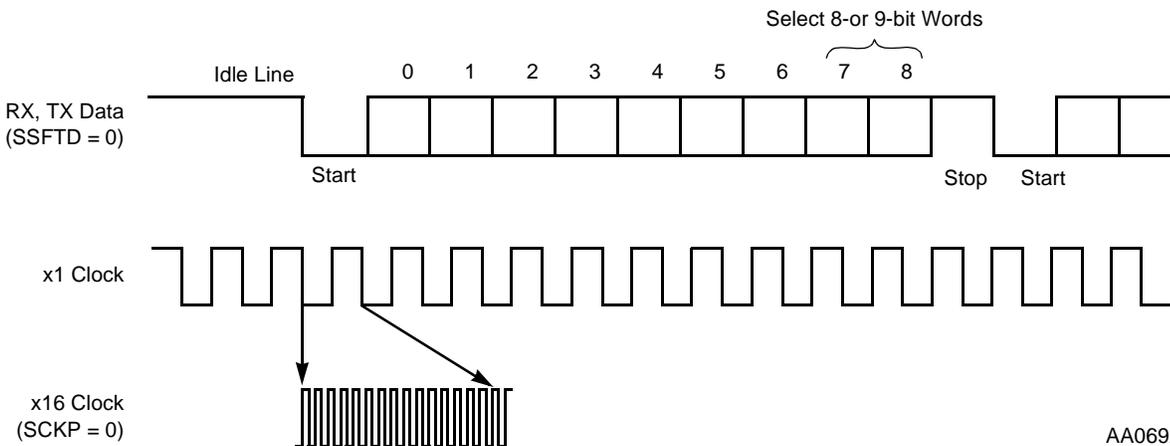 Select 8-or 9-bit Words
Idle Line
0 1 2 3 4 5 6 7 8
RX, TX Data
(SSFTD = 0)
Start
Stop
Start
x1 Clock
x16 Clock
(SCKP = 0)
AA069